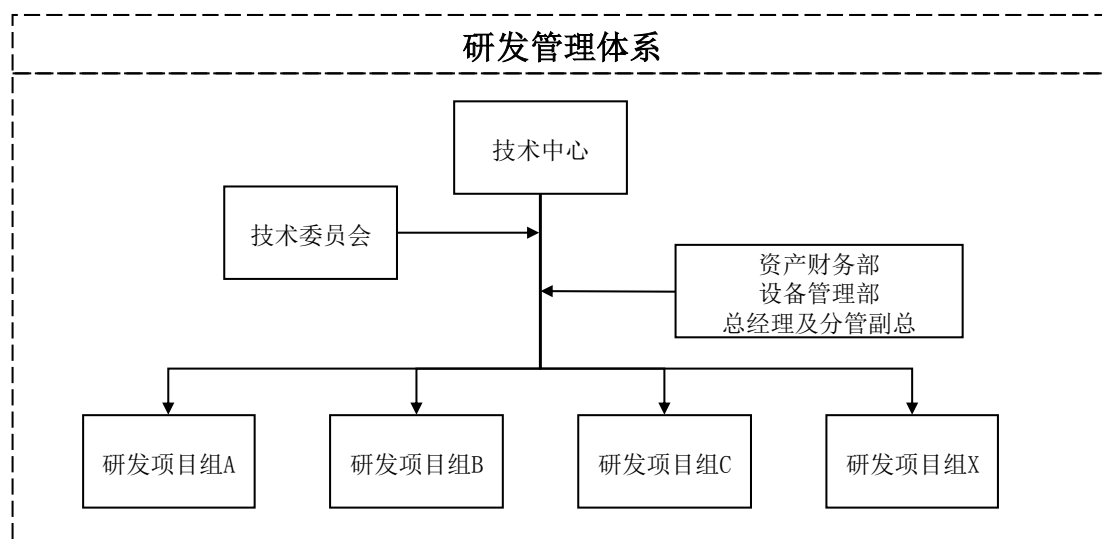 研发管理体系
技术中心
技术委员会
资产财务部
设备管理部
总经理及分管副总
研发项目组A
研发项目组B
研发项目组C
研发项目组X